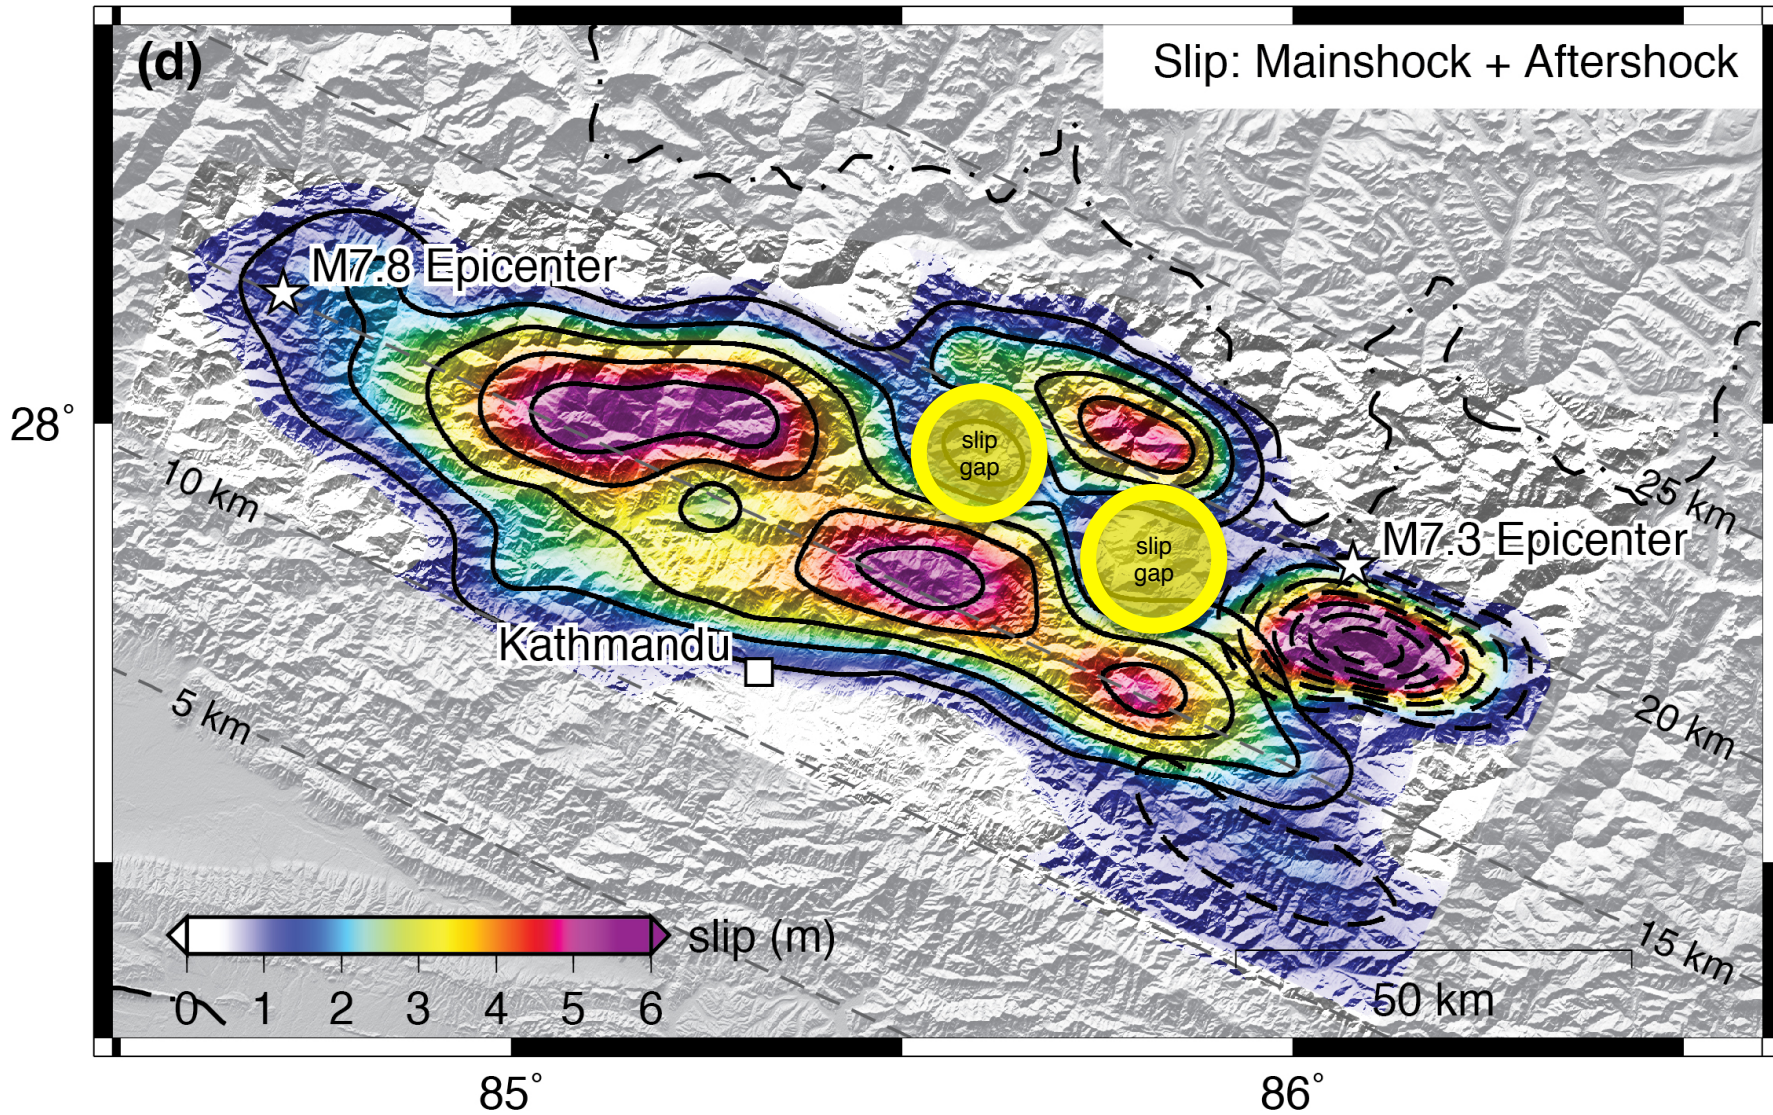 (d)
Slip: Mainshock + Aftershock
M7.8 Epicenter
28°
slip
gap
10 km
25 km
slip
gap
M7.3 Epicenter
Kathmandu
5 km
20 km
slip (m)
15 km
0 1 2 3 4 5 6
50 km
85°
86°